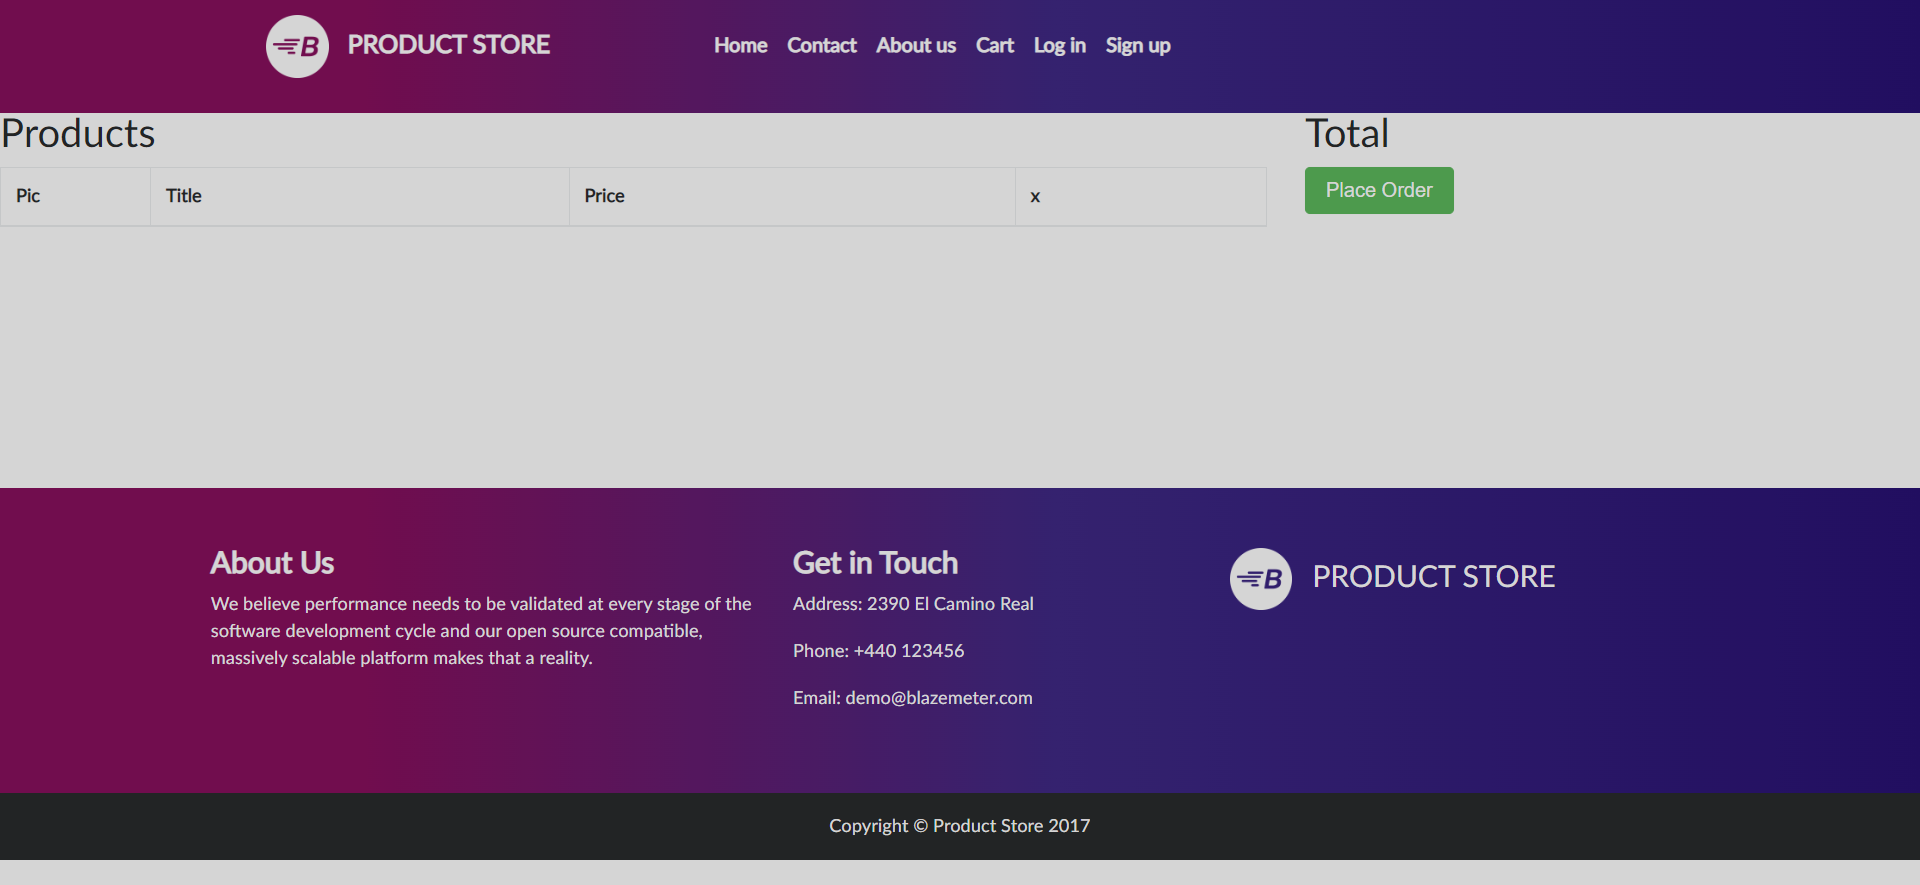 B PRODUCT STORE
Home Contact About us Cart Log in Sign up
Products
Total
Pic Title Price x
Place Order
About Us
We believe performance needs to be validated at every stage of the
software development cycle and our open source compatible,
massively scalable platform makes that a reality.
Get in Touch
Address: 2390 El Camino Real
Phone: +440 123456
Email: demo@blazemeter.com
B PRODUCT STORE
Copyright © Product Store 2017